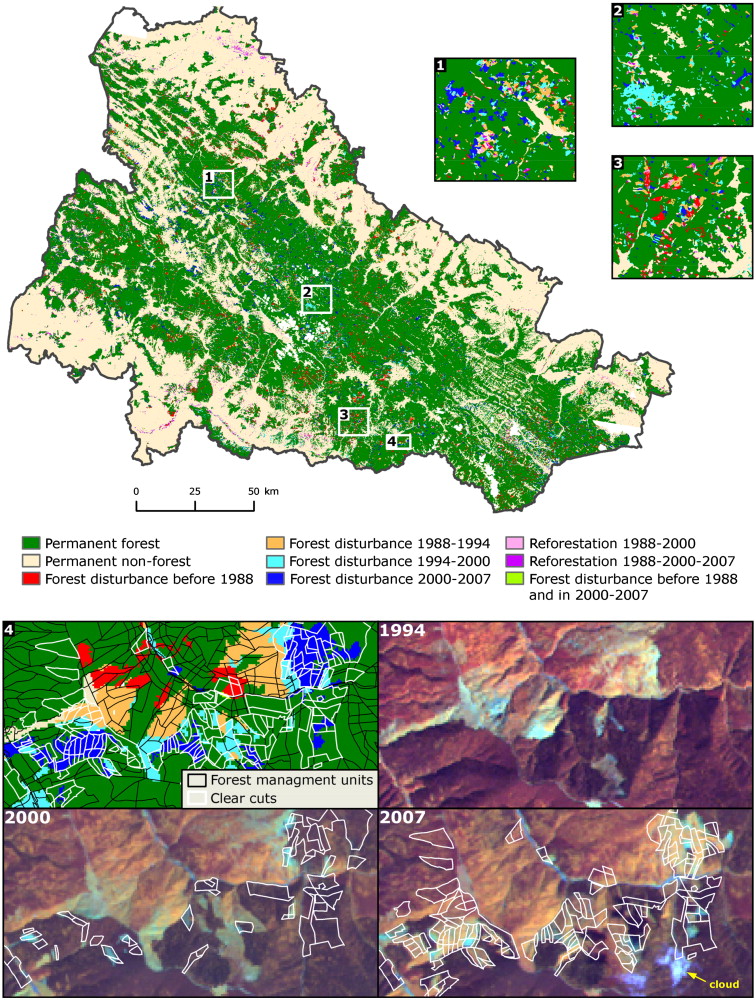 1
2
3
1
2
3
4
0 25 50 km
Permanent forest
Permanent non-forest
Forest disturbance before 1988
Forest disturbance 1988-1994
Forest disturbance 1994-2000
Forest disturbance 2000-2007
Reforestation 1988-2000
Reforestation 1988-2000-2007
Forest disturbance before 1988
and in 2000-2007
4
Forest managment units
Clear cuts
1994
2000
2007
cloud